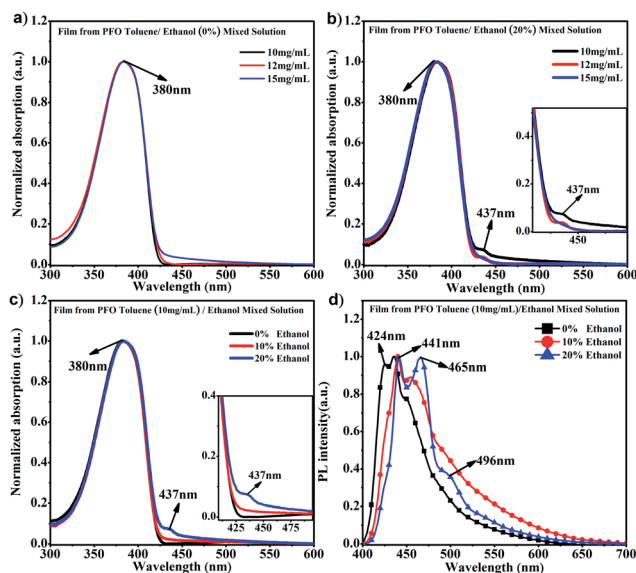 a)
Film from PFO Toluene/ Ethanol (0%) Mixed Solution
10mg/mL
12mg/mL
15mg/mL
380nm
Normalized absorption (a.u.)
1.0
0.8
0.6
0.4
0.2
0.0
300 350 400 450 500 550 600
Wavelength (nm)
b)
Film from PFO Toluene/ Ethanol (20%) Mixed Solution
10mg/mL
12mg/mL
15mg/mL
380nm
437nm
Normalized absorption (a.u.)
1.0
0.8
0.6
0.4
0.2
0.0
300 350 400 450 500 550 600
Wavelength (nm)
0.4
0.2
0.0
437nm
450
c)
Film from PFO Toluene (10mg/mL) / Ethanol Mixed Solution
0% Ethanol
10% Ethanol
20% Ethanol
380nm
437nm
Normalized absorption (a.u.)
1.0
0.8
0.6
0.4
0.2
0.0
300 350 400 450 500 550 600
Wavelength (nm)
0.4
0.2
0.0
437nm
425 450 475
d)
Film from PFO Toluene (10mg/mL)/Ethanol Mixed Solution
424nm
441nm
465nm
496nm
0% Ethanol
10% Ethanol
20% Ethanol
PL intensity(a.u.)
1.0
0.8
0.6
0.4
0.2
0.0
400 450 500 550 600 650 700
Wavelength (nm)